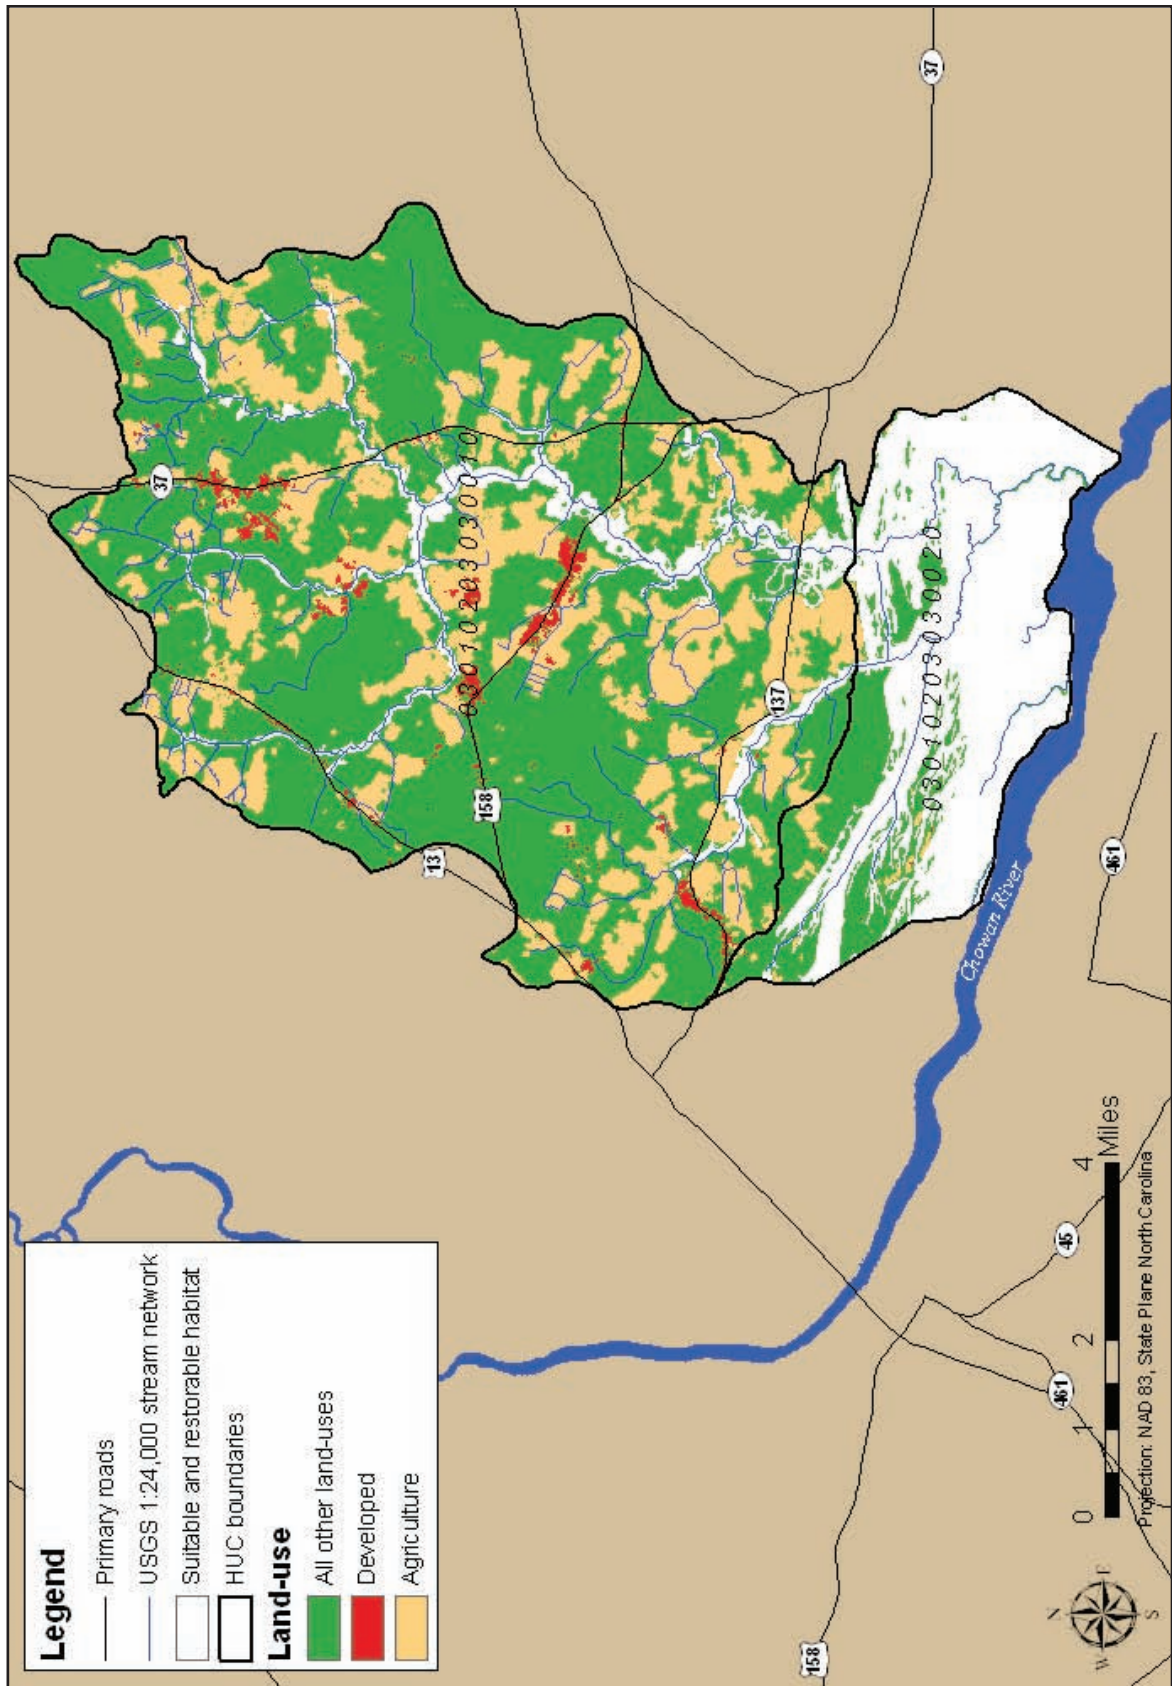 Legend
Primary roads
USGS 1:24,000 stream network
Suitable and restorable habitat
HUC boundaries
Land-use
All other land-uses
Developed
Agriculture
37
13
158
03010203030010
137
158
03010203030020
37
Chowan River
461
45
461
N
W
E
S
0
1
2
4
Miles
Projection: NAD 83, State Plane North Carolina